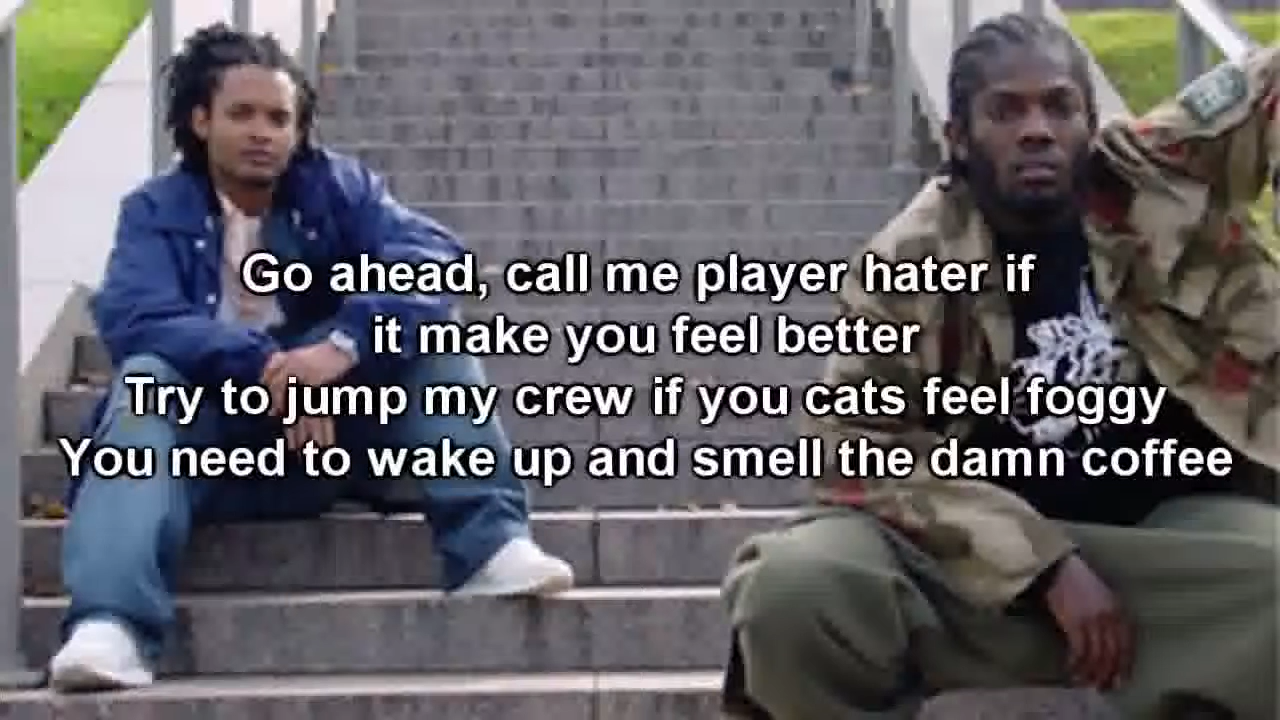 Go ahead, call me player hater if
it make you feel better
Try to jump my crew if you cats feel foggy
You need to wake up and smell the damn coffee